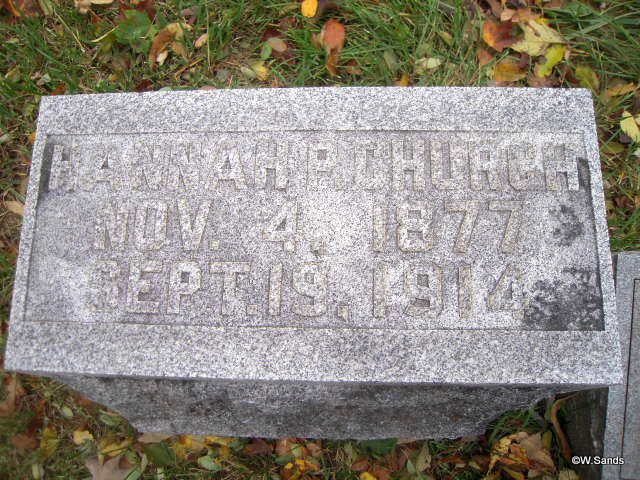 HANNAH P. CHURCH
NOV. 4, 1877
SEPT. 19, 1914
©W.Sands